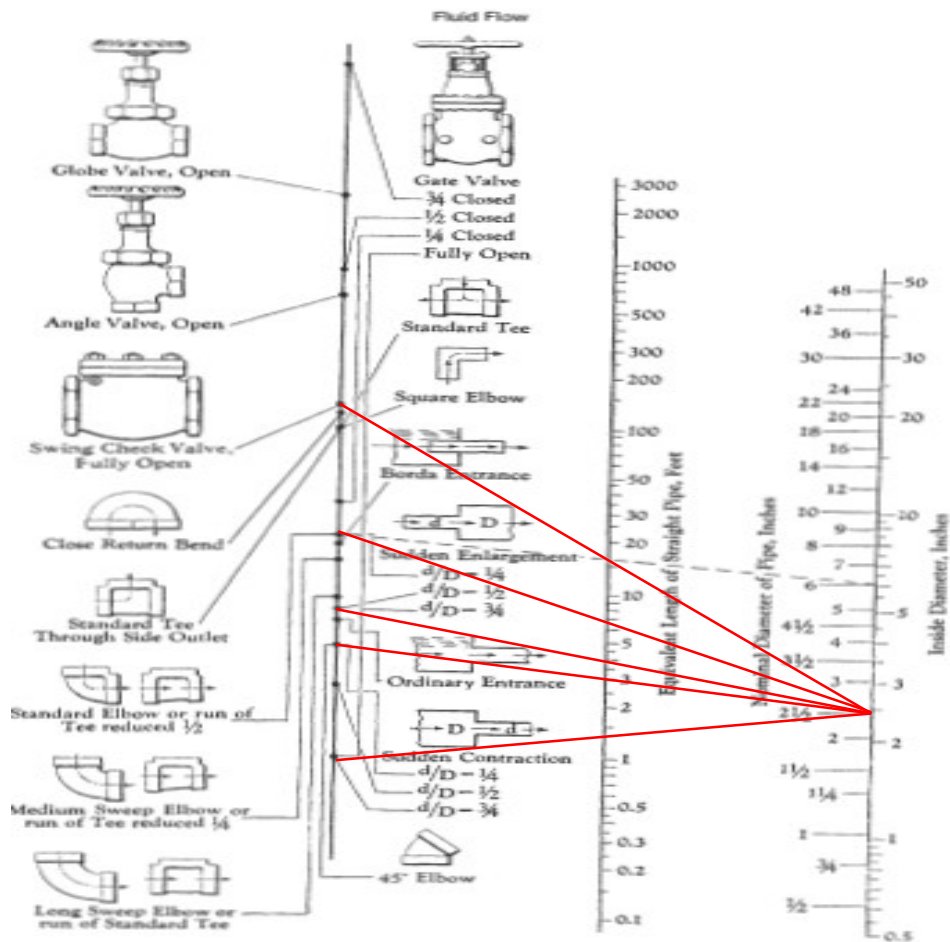 Fluid Flow
Globe Valve, Open
Angle Valve, Open
Swing Check Valve,
Fully Open
Close Return Bend
Standard Tee
Through Side Outlet
Standard Elbow or run of
Tee reduced ½
Medium Sweep Elbow or
run of Tee reduced ¼
Long Sweep Elbow or
run of Standard Tee
Gate Valve
¾ Closed
½ Closed
¼ Closed
Fully Open
Standard Tee
Square Elbow
Borda Entrance
d D
Sudden Enlargement
d/D = ¼
d/D = ½
d/D = ¾
Ordinary Entrance
D d
Sudden Contraction
d/D = ¼
d/D = ½
d/D = ¾
45° Elbow
3000
2000
1000
500
300
200
100
50
30
20
10
5
3
2
1
0.5
0.3
0.2
0.1
Equivalent Length of Straight Pipe, Feet
48
42
36
30
24
22
20
18
16
14
12
10
9
8
7
6
5
4½
4
3½
3
2½
2
1½
1¼
1
¾
½
Nominal Diameter of Pipe, Inches
50
30
20
10
5
3
2
1
0.5
Inside Diameter, Inches